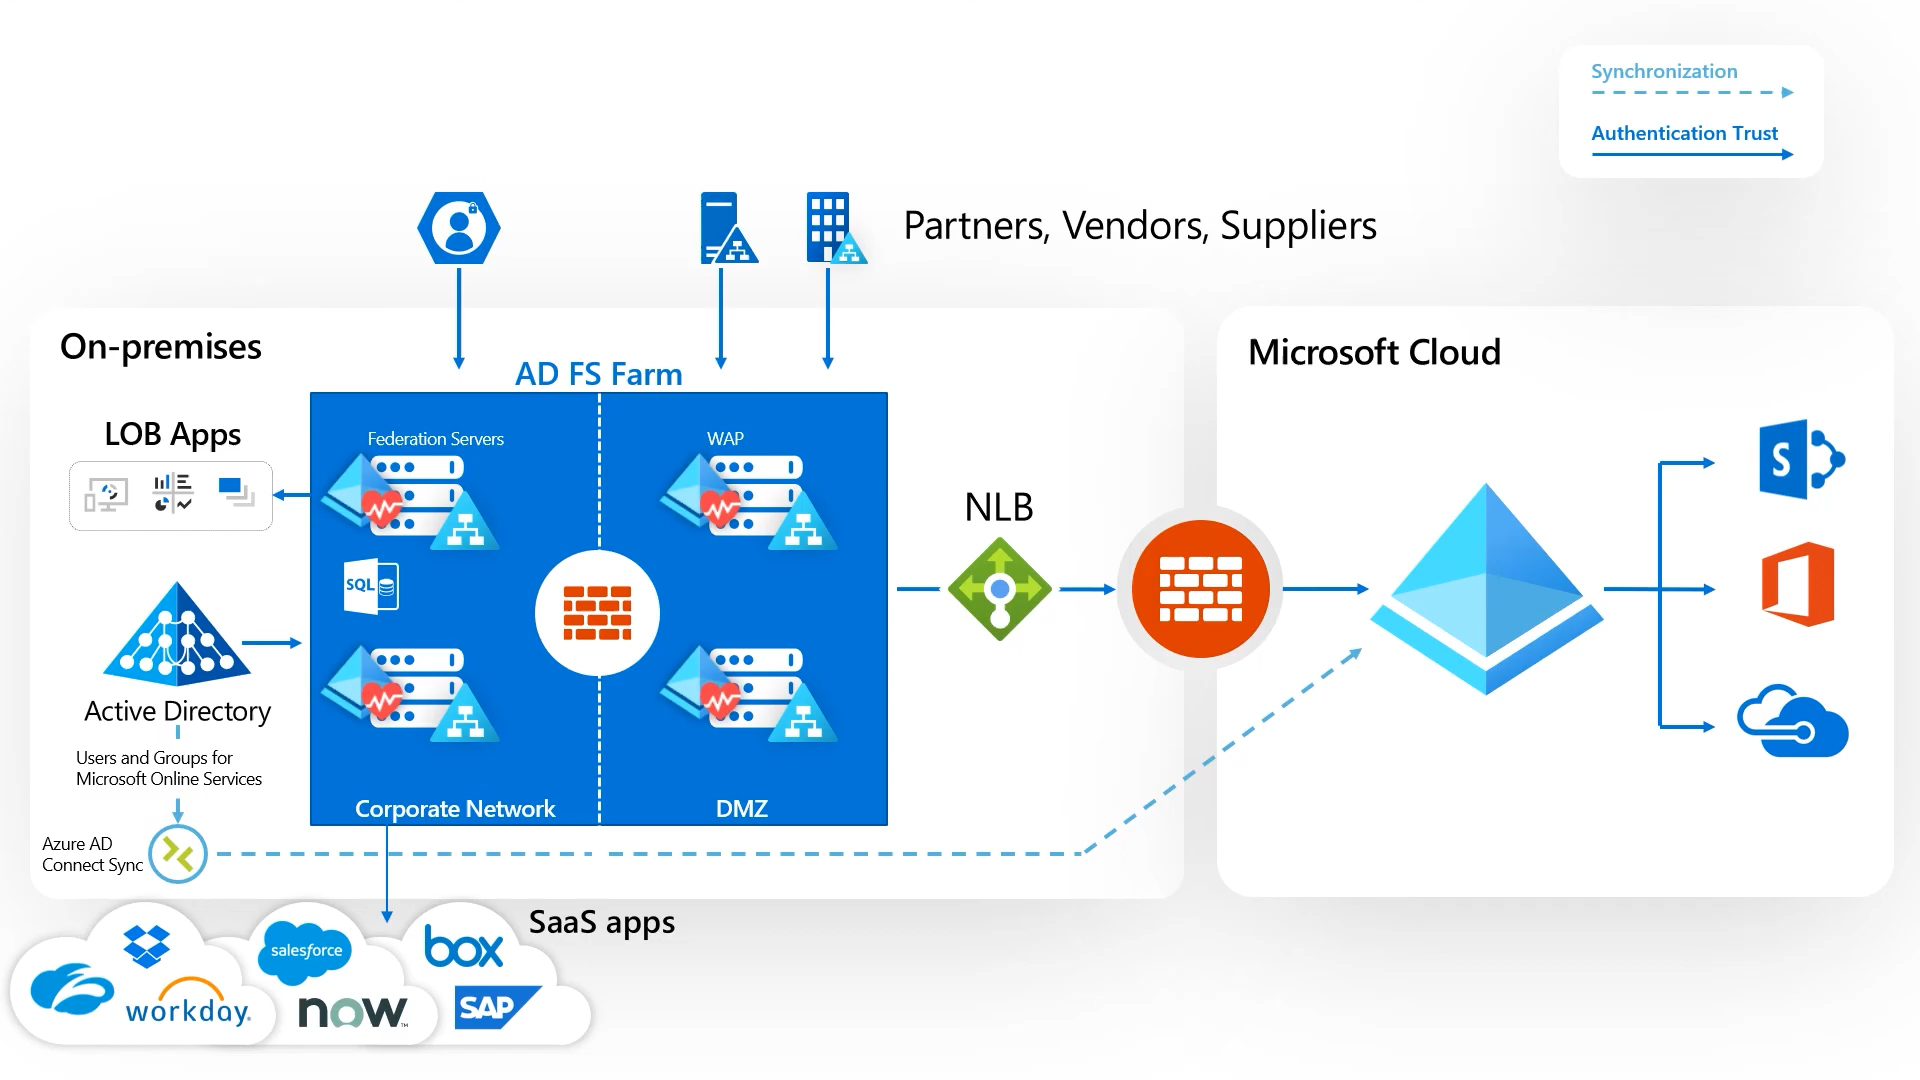 Synchronization
Authentication Trust
Partners, Vendors, Suppliers
On-premises
Microsoft Cloud
AD FS Farm
LOB Apps
Federation Servers
WAP
S
NLB
SQL
Active Directory
Users and Groups for
Microsoft Online Services
Corporate Network
DMZ
Azure AD
Connect Sync
SaaS apps
salesforce
box
workday.
now™
SAP